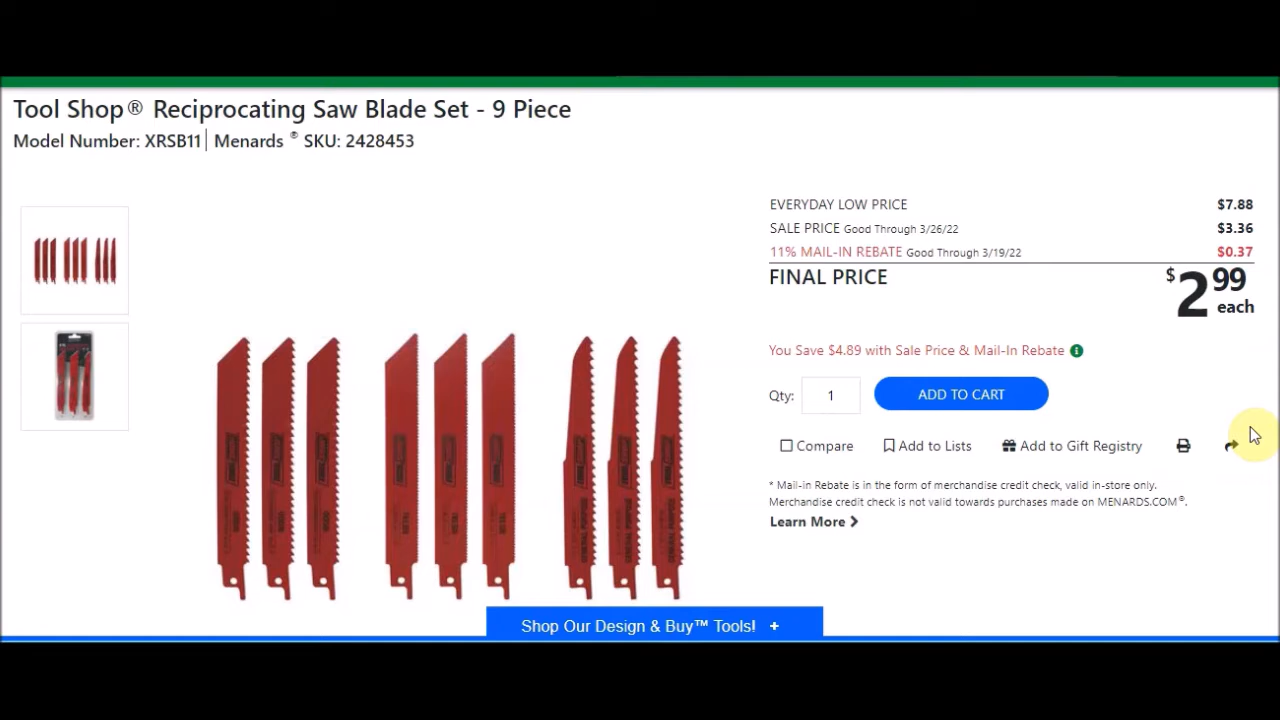 Tool Shop® Reciprocating Saw Blade Set - 9 Piece
Model Number: XRSB11 | Menards ® SKU: 2428453
EVERYDAY LOW PRICE $7.88
SALE PRICE Good Through 3/26/22 $3.36
11% MAIL-IN REBATE Good Through 3/19/22 $0.37
FINAL PRICE $2 99 each
You Save $4.89 with Sale Price & Mail-In Rebate
Qty: 1 ADD TO CART
Compare Add to Lists Add to Gift Registry
* Mail-in Rebate is in the form of merchandise credit check, valid in-store only.
Merchandise credit check is not valid towards purchases made on MENARDS.COM®.
Learn More
Shop Our Design & Buy™ Tools! +